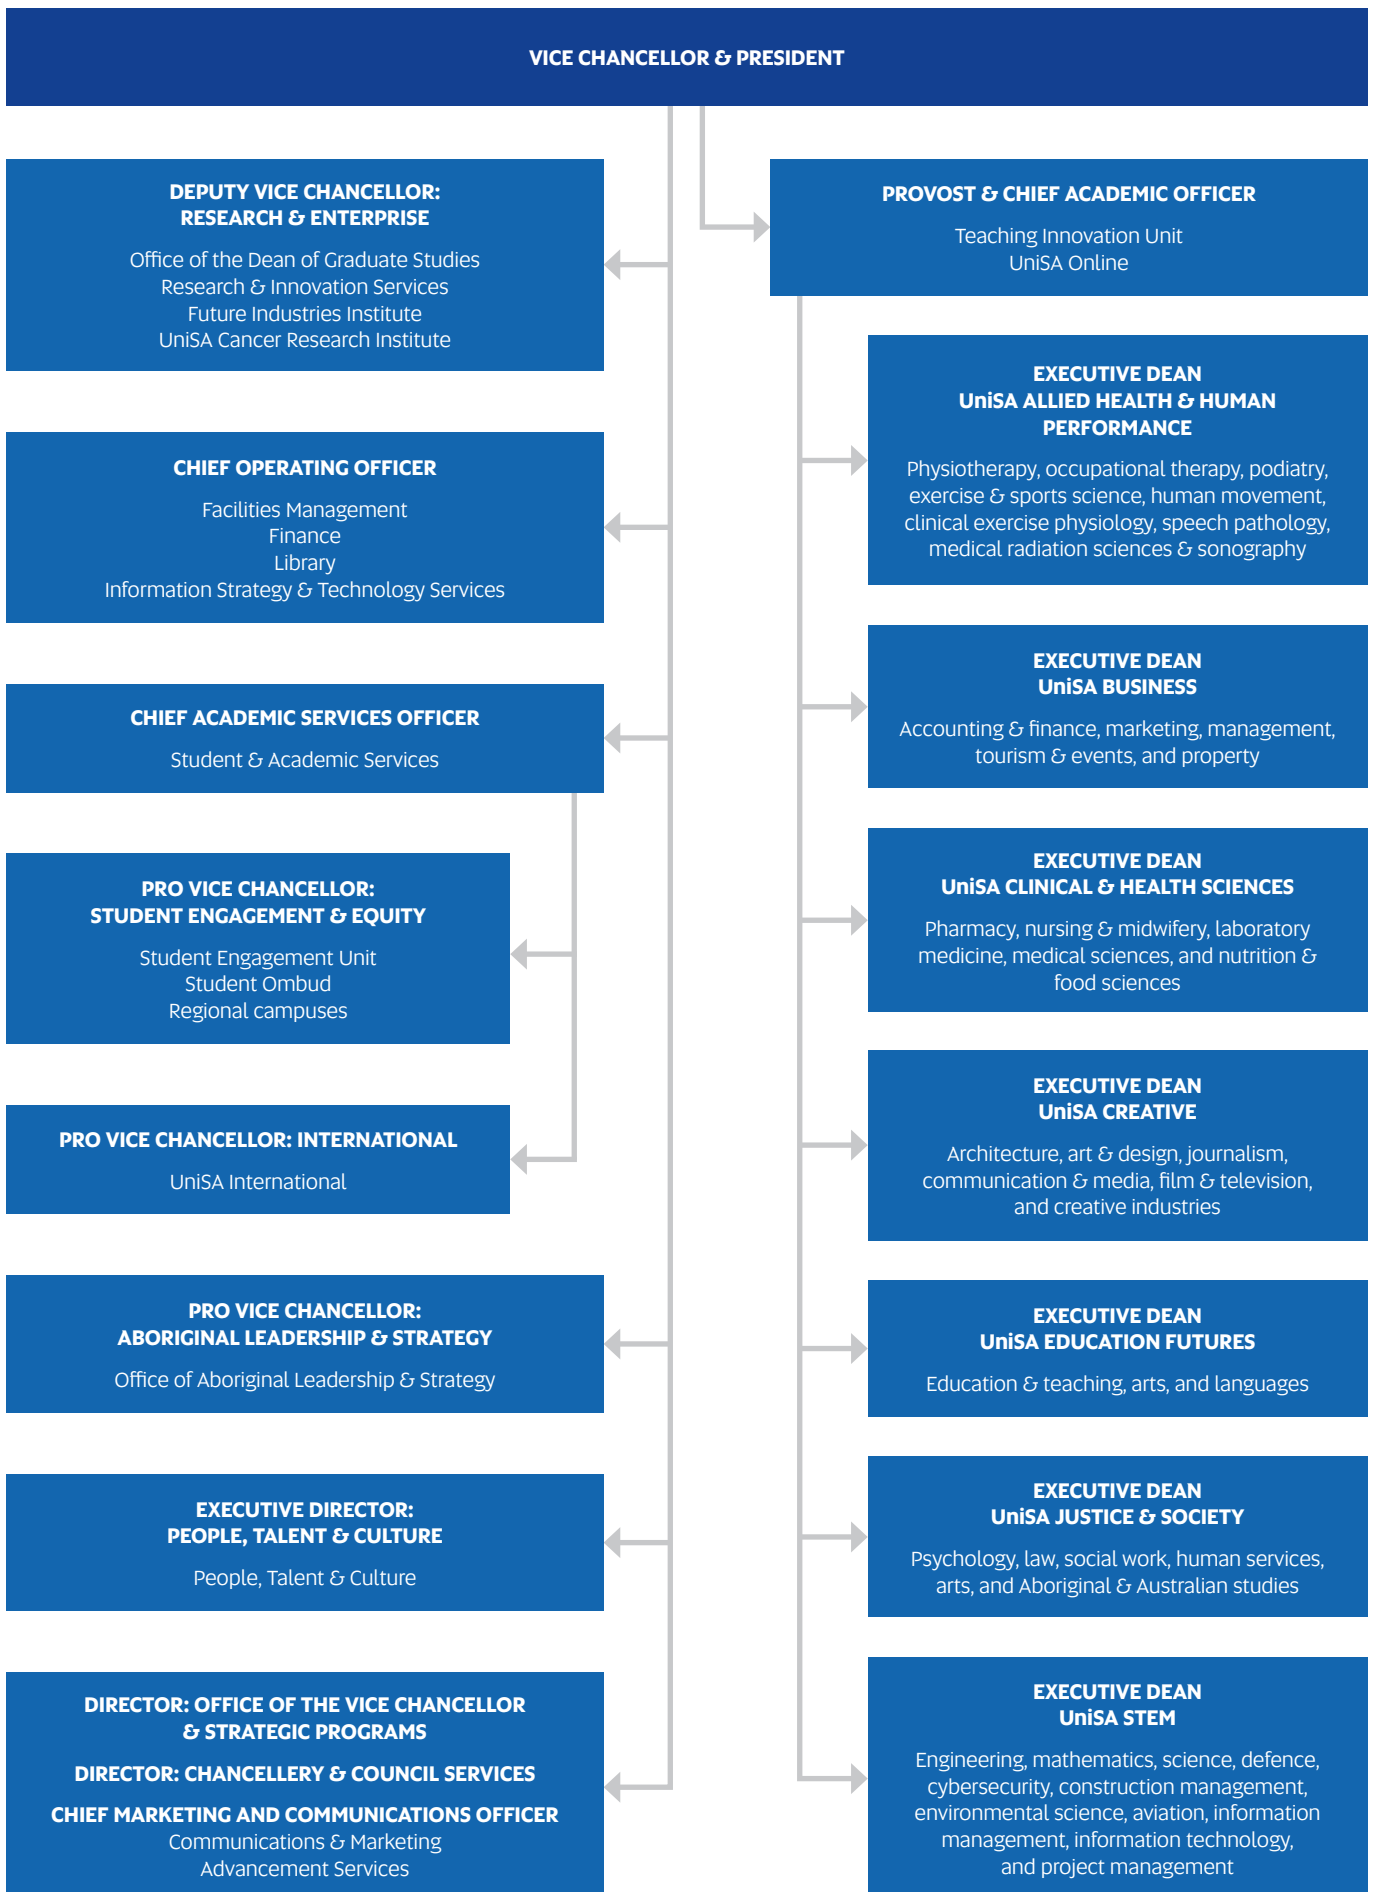 VICE CHANCELLOR & PRESIDENT
DEPUTY VICE CHANCELLOR:
RESEARCH & ENTERPRISE
Office of the Dean of Graduate Studies
Research & Innovation Services
Future Industries Institute
UniSA Cancer Research Institute
CHIEF OPERATING OFFICER
Facilities Management
Finance
Library
Information Strategy & Technology Services
CHIEF ACADEMIC SERVICES OFFICER
Student & Academic Services
PRO VICE CHANCELLOR:
STUDENT ENGAGEMENT & EQUITY
Student Engagement Unit
Student Ombud
Regional campuses
PRO VICE CHANCELLOR: INTERNATIONAL
UniSA International
PRO VICE CHANCELLOR:
ABORIGINAL LEADERSHIP & STRATEGY
Office of Aboriginal Leadership & Strategy
EXECUTIVE DIRECTOR:
PEOPLE, TALENT & CULTURE
People, Talent & Culture
DIRECTOR: OFFICE OF THE VICE CHANCELLOR
& STRATEGIC PROGRAMS
DIRECTOR: CHANCELLERY & COUNCIL SERVICES
CHIEF MARKETING AND COMMUNICATIONS OFFICER
Communications & Marketing
Advancement Services
PROVOST & CHIEF ACADEMIC OFFICER
Teaching Innovation Unit
UniSA Online
EXECUTIVE DEAN
UniSA ALLIED HEALTH & HUMAN
PERFORMANCE
Physiotherapy, occupational therapy, podiatry,
exercise & sports science, human movement,
clinical exercise physiology, speech pathology,
medical radiation sciences & sonography
EXECUTIVE DEAN
UniSA BUSINESS
Accounting & finance, marketing, management,
tourism & events, and property
EXECUTIVE DEAN
UniSA CLINICAL & HEALTH SCIENCES
Pharmacy, nursing & midwifery, laboratory
medicine, medical sciences, and nutrition &
food sciences
EXECUTIVE DEAN
UniSA CREATIVE
Architecture, art & design, journalism,
communication & media, film & television,
and creative industries
EXECUTIVE DEAN
UniSA EDUCATION FUTURES
Education & teaching, arts, and languages
EXECUTIVE DEAN
UniSA JUSTICE & SOCIETY
Psychology, law, social work, human services,
arts, and Aboriginal & Australian studies
EXECUTIVE DEAN
UniSA STEM
Engineering, mathematics, science, defence,
cybersecurity, construction management,
environmental science, aviation, information
management, information technology,
and project management